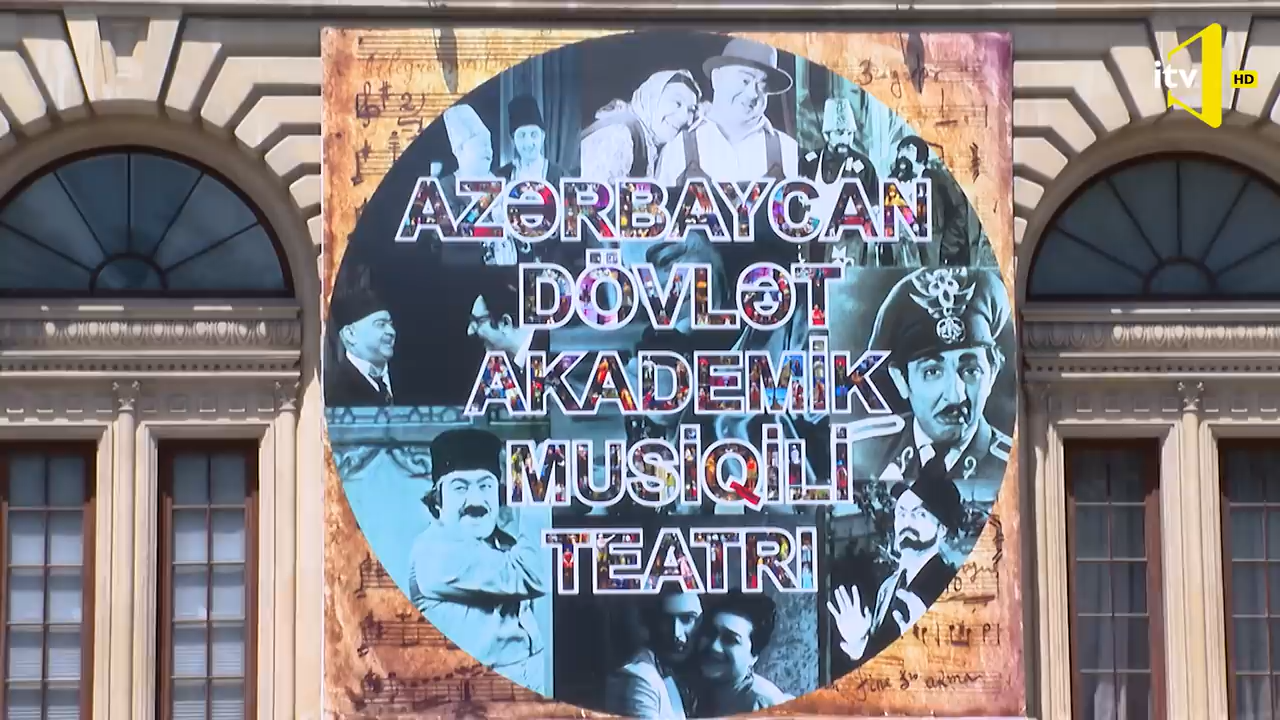 itv
HD
AZƏRBAYCAN
DÖVLƏT
AKADEMİK
MUSİQİLİ
TEATRI